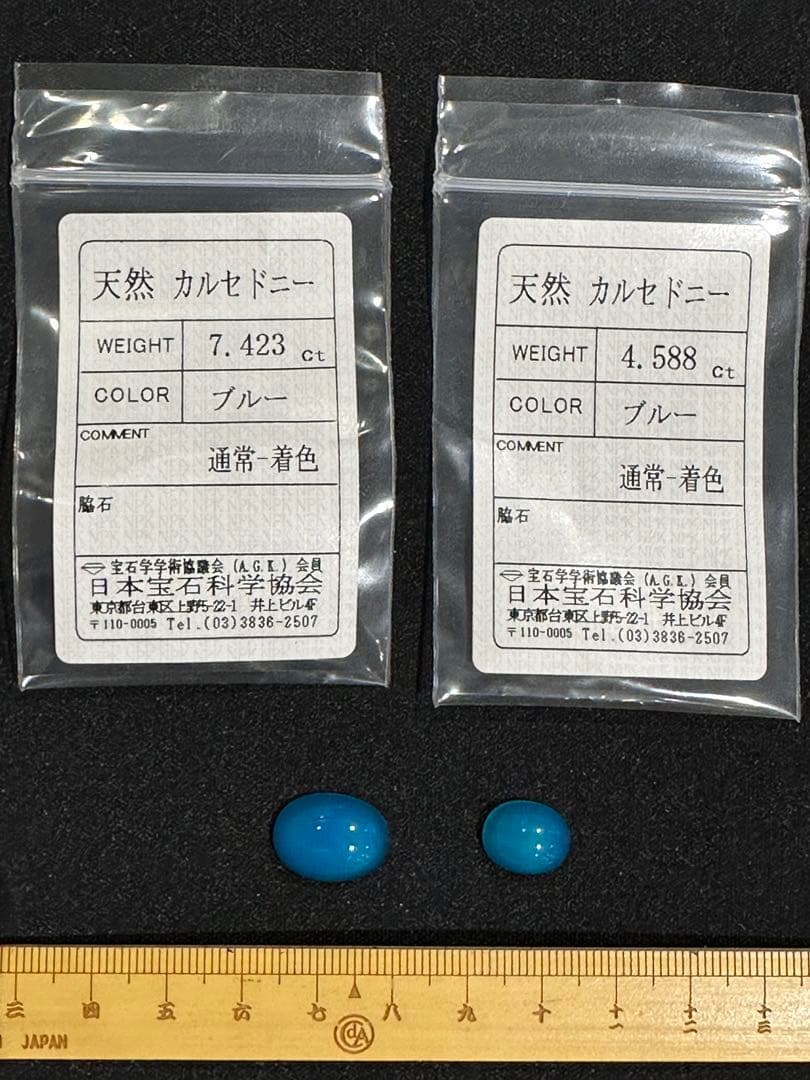 天然 カルセドニー
WEIGHT 7.423 ct
COLOR ブルー
COMMENT
通常-着色
脇石
宝石学学術協議会 (A.G.K.) 会員
日本宝石科学協会
東京都台東区上野5-22-1 井上ビル4F
〒110-0005 Tel.(03)3836-2507
天然 カルセドニー
WEIGHT 4.588 ct
COLOR ブルー
COMMENT
通常-着色
脇石
宝石学学術協議会 (A.G.K.) 会員
日本宝石科学協会
東京都台東区上野5-22-1 井上ビル4F
〒110-0005 Tel.(03)3836-2507
三 四 五 六 七 八 九 十 十一 十二 十三
JAPAN